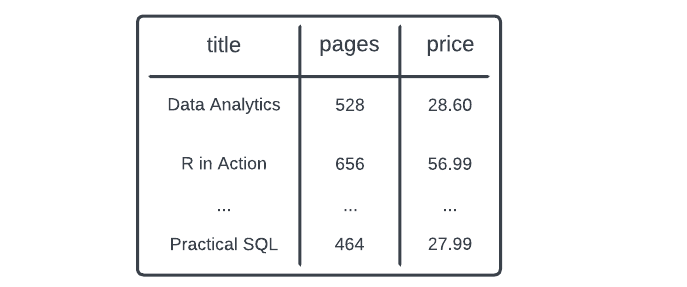 title pages price
Data Analytics 528 28.60
R in Action 656 56.99
... ... ...
Practical SQL 464 27.99